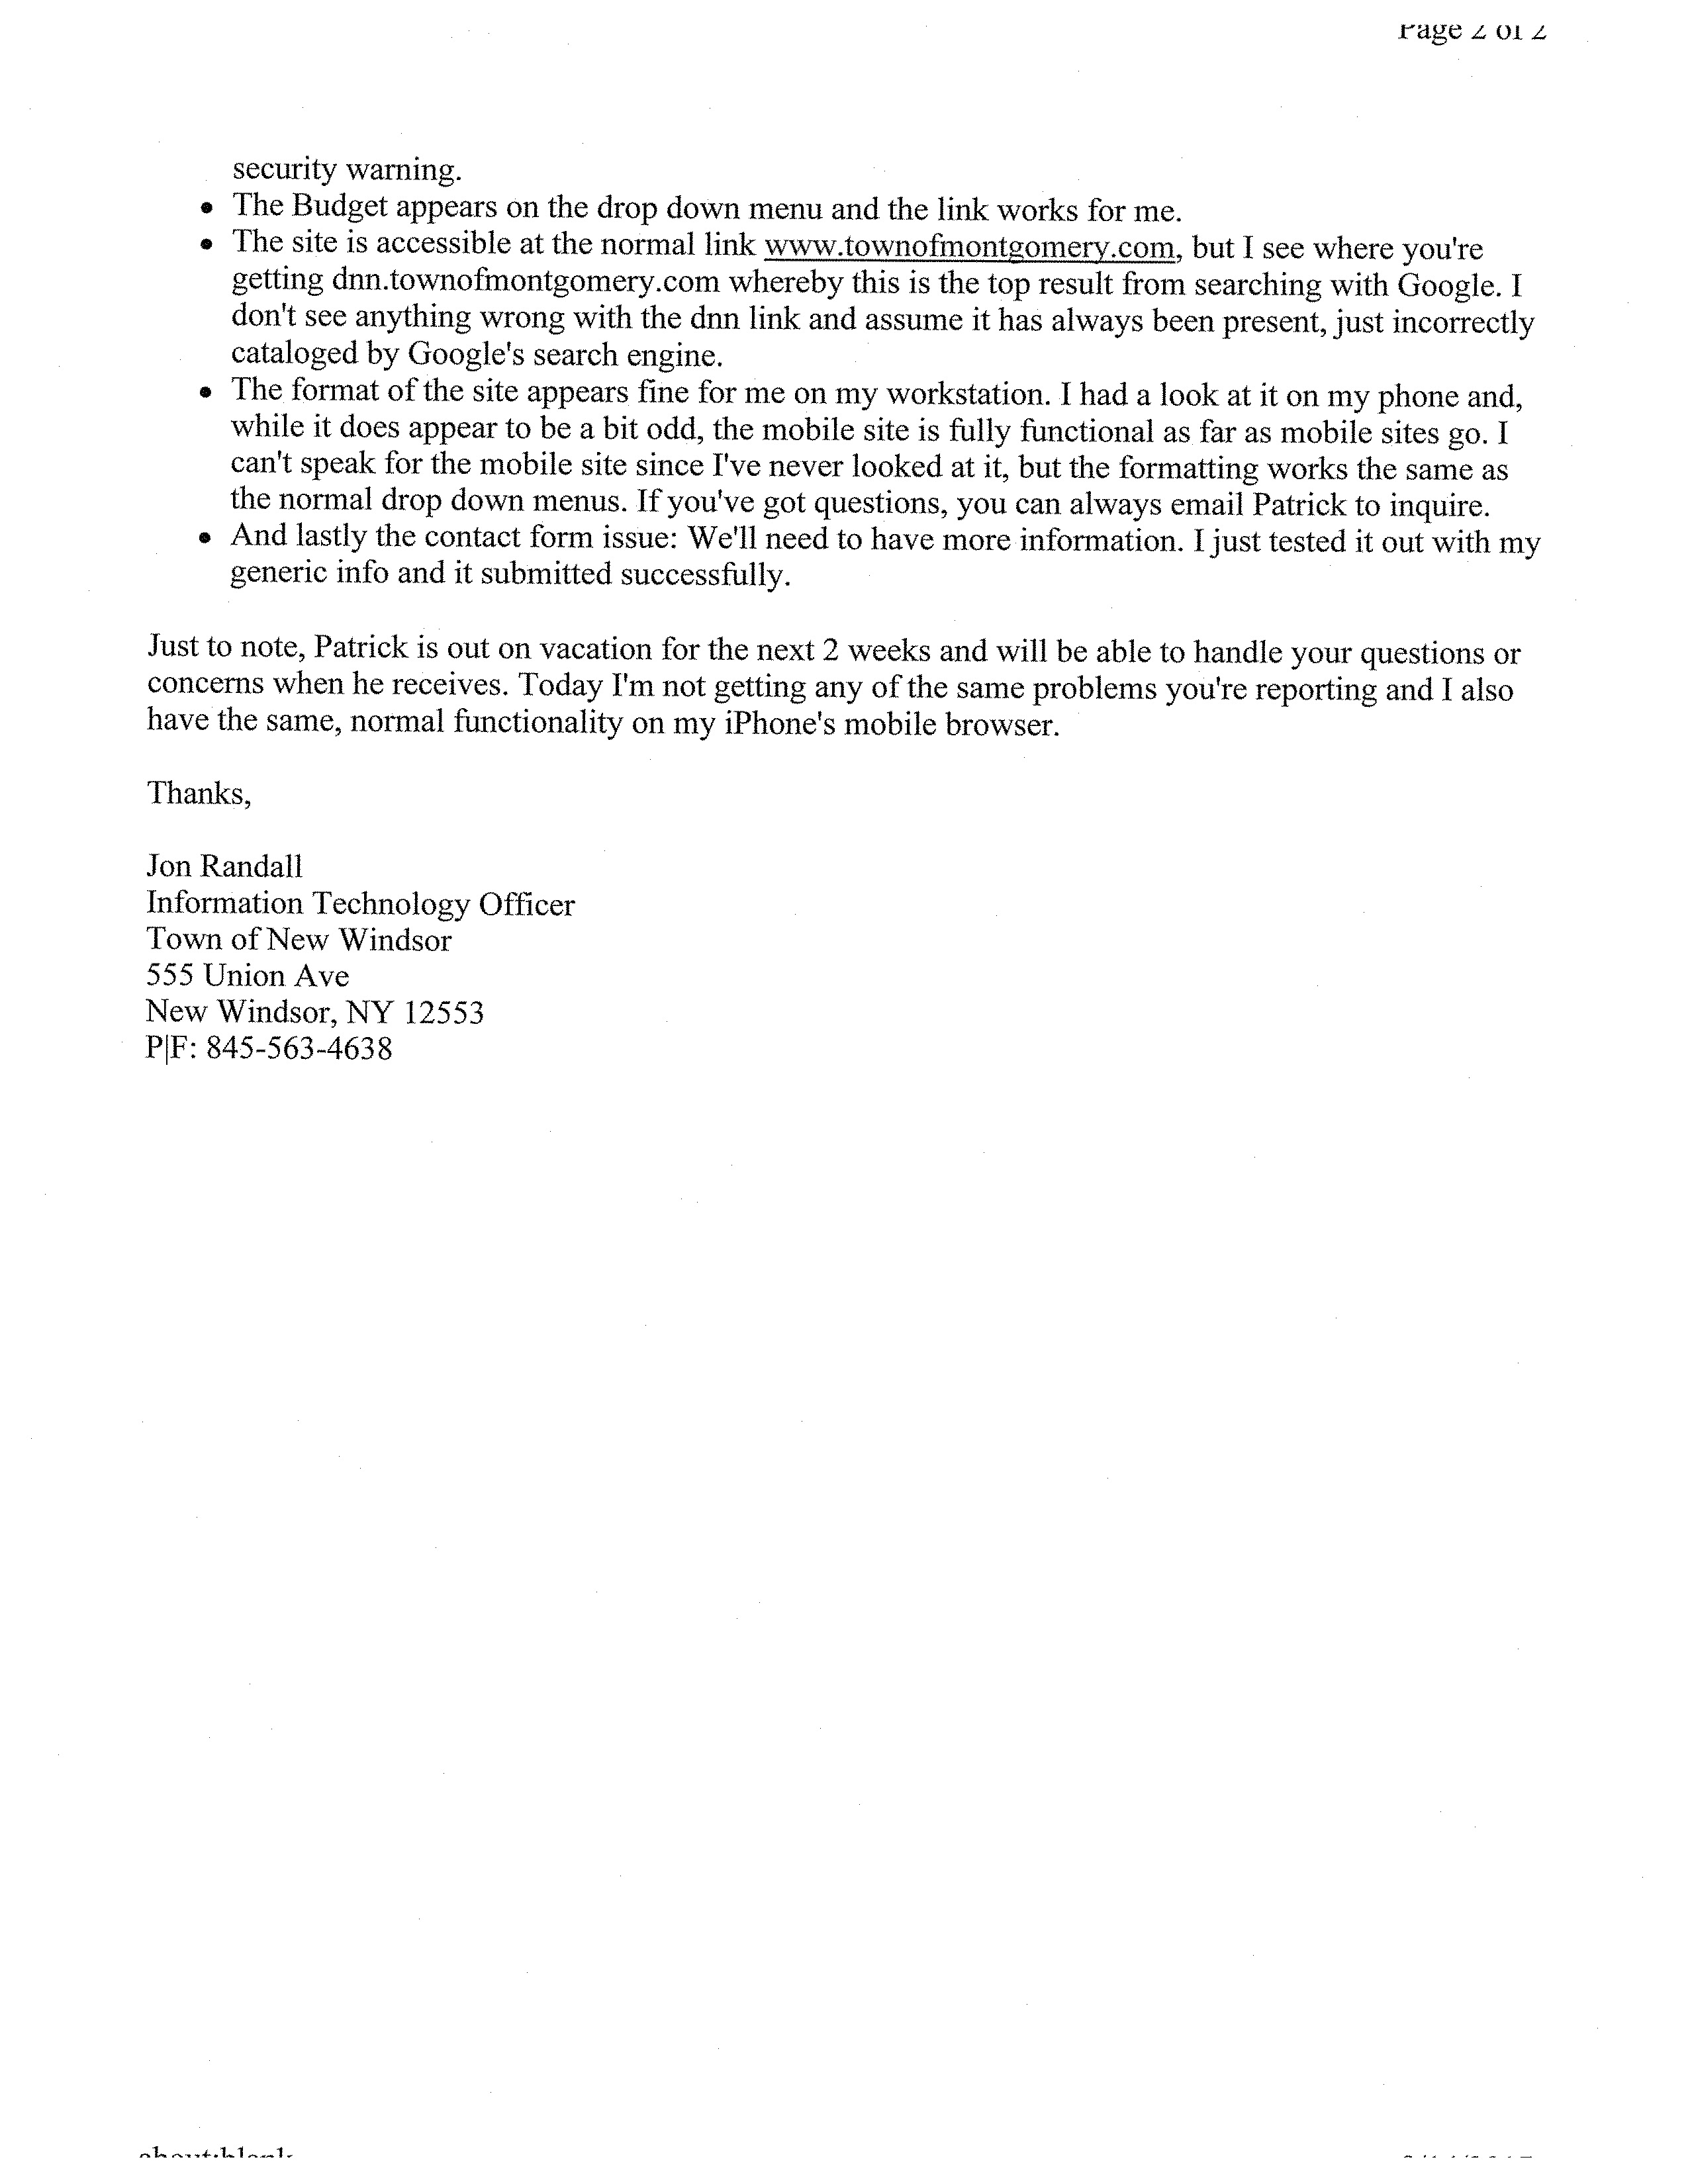 Page 2 of 2
security warning.
• The Budget appears on the drop down menu and the link works for me.
• The site is accessible at the normal link www.townofmontgomery.com, but I see where you're
getting dnn.townofmontgomery.com whereby this is the top result from searching with Google. I
don't see anything wrong with the dnn link and assume it has always been present, just incorrectly
cataloged by Google's search engine.
• The format of the site appears fine for me on my workstation. I had a look at it on my phone and,
while it does appear to be a bit odd, the mobile site is fully functional as far as mobile sites go. I
can't speak for the mobile site since I've never looked at it, but the formatting works the same as
the normal drop down menus. If you've got questions, you can always email Patrick to inquire.
• And lastly the contact form issue: We'll need to have more information. I just tested it out with my
generic info and it submitted successfully.
Just to note, Patrick is out on vacation for the next 2 weeks and will be able to handle your questions or
concerns when he receives. Today I'm not getting any of the same problems you're reporting and I also
have the same, normal functionality on my iPhone's mobile browser.
Thanks,
Jon Randall
Information Technology Officer
Town of New Windsor
555 Union Ave
New Windsor, NY 12553
P|F: 845-563-4638
about:blank